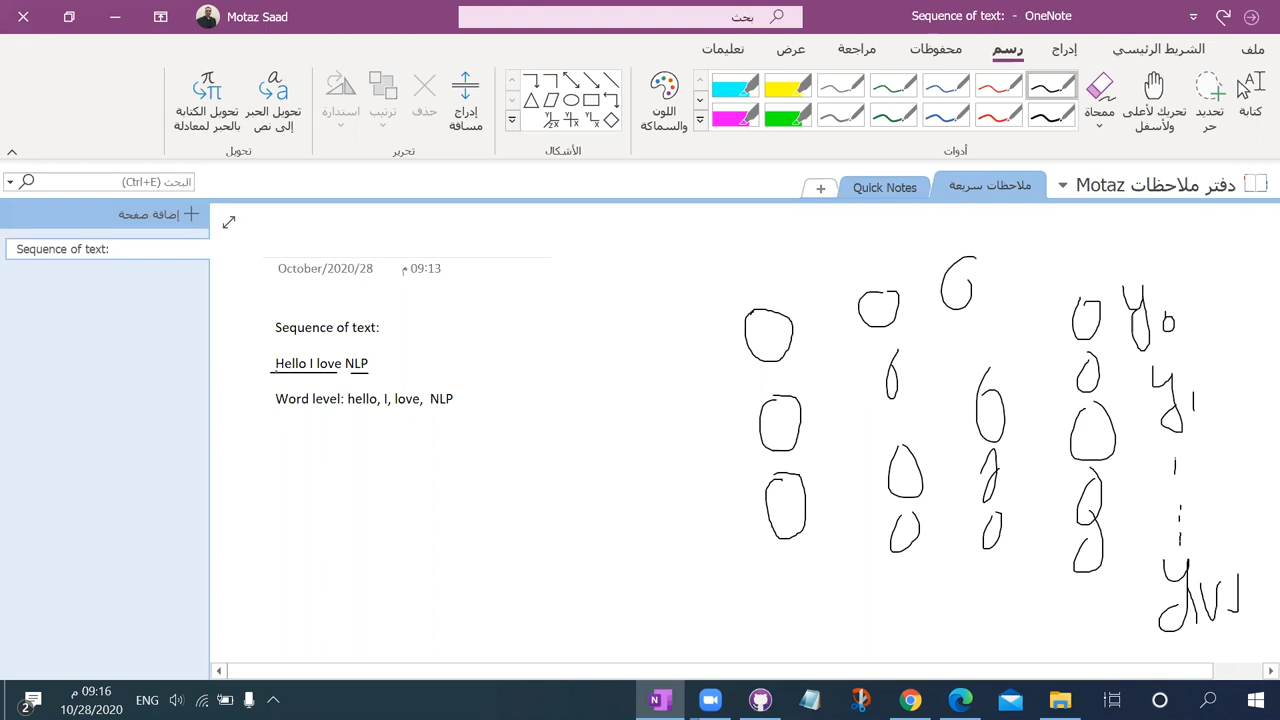 Motaz Saad
بحث
Sequence of text: - OneNote
ملف
الشريط الرئيسي
إدراج
رسم
محفوظات
مراجعة
عرض
تعليمات
كتابة
تحديد حر
تحريك لأعلى ولأسفل
ممحاة
اللون والسماكة
إدراج مسافة
حذف
ترتيب
استدارة
تحويل الحبر إلى نص
تحويل الكتابة بالحبر لمعادلة
أدوات
الأشكال
تحرير
تحويل
دفتر ملاحظات Motaz
ملاحظات سريعة
Quick Notes
البحث (Ctrl+E)
إضافة صفحة
Sequence of text:
October/2020/28 09:13 م
Sequence of text:
Hello I love NLP
Word level: hello, I, love, NLP
y0
y1
y|v|
09:16 م
10/28/2020
ENG
2